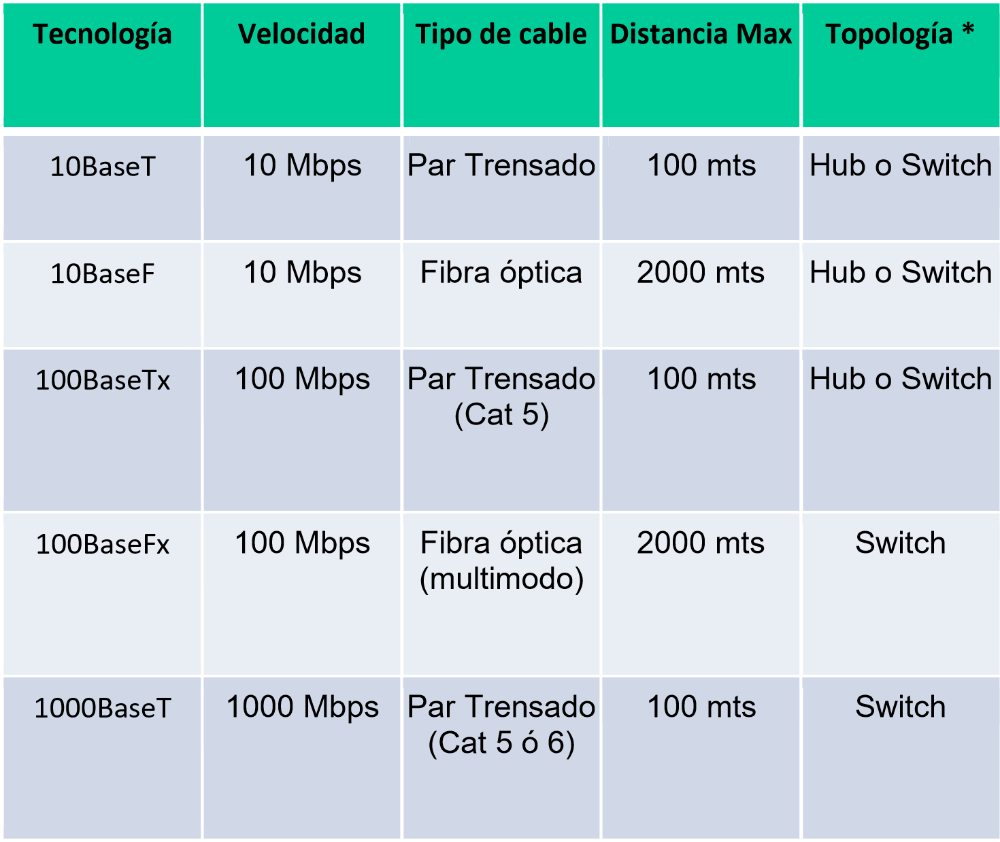 Tecnología Velocidad Tipo de cable Distancia Max Topología *
10BaseT 10 Mbps Par Trensado 100 mts Hub o Switch
10BaseF 10 Mbps Fibra óptica 2000 mts Hub o Switch
100BaseTx 100 Mbps Par Trensado 100 mts Hub o Switch
(Cat 5)
100BaseFx 100 Mbps Fibra óptica 2000 mts Switch
(multimodo)
1000BaseT 1000 Mbps Par Trensado 100 mts Switch
(Cat 5 ó 6)